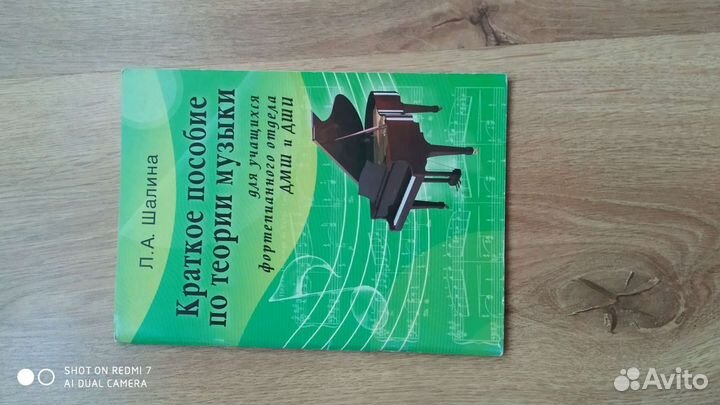 Л.А. Шалина
Краткое пособие
по теории музыки
для учащихся
фортепианного отдела
ДМШ и ДШИ
SHOT ON REDMI 7
AI DUAL CAMERA
Avito